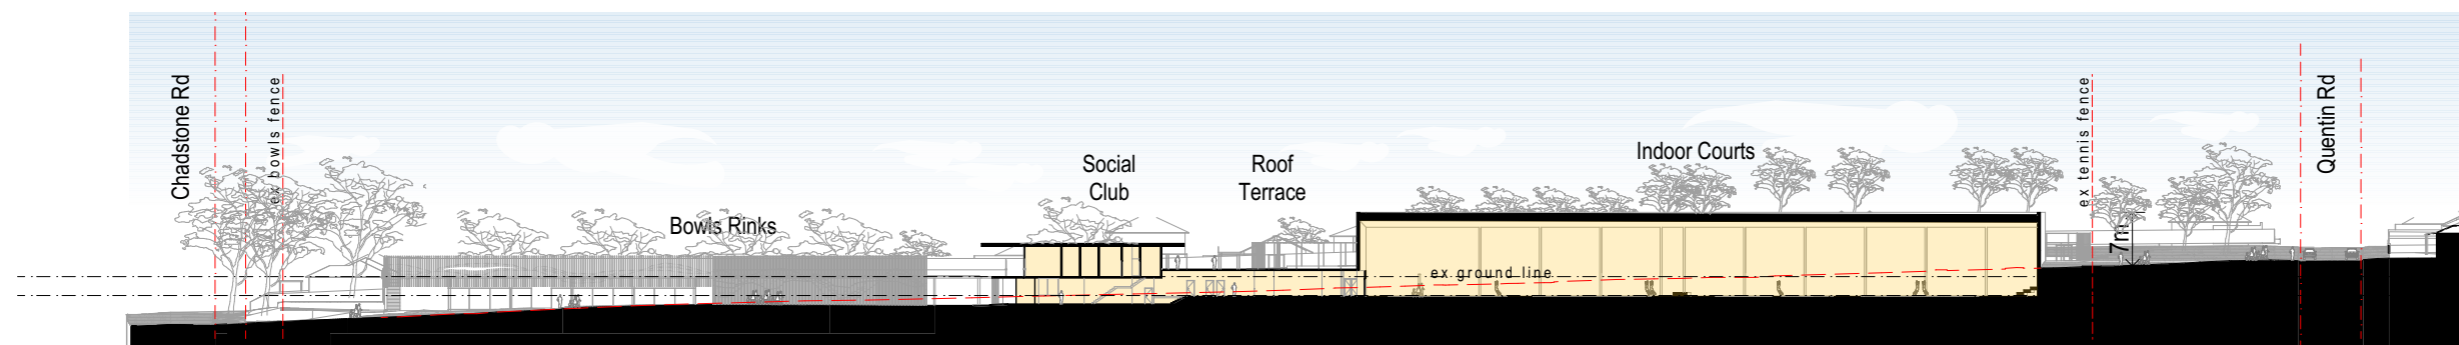 Chadstone Rd
ex bowls fence
Bowls Rinks
Social
Club
Roof
Terrace
Indoor Courts
ex ground line
ex tennis fence
7m
Quentin Rd